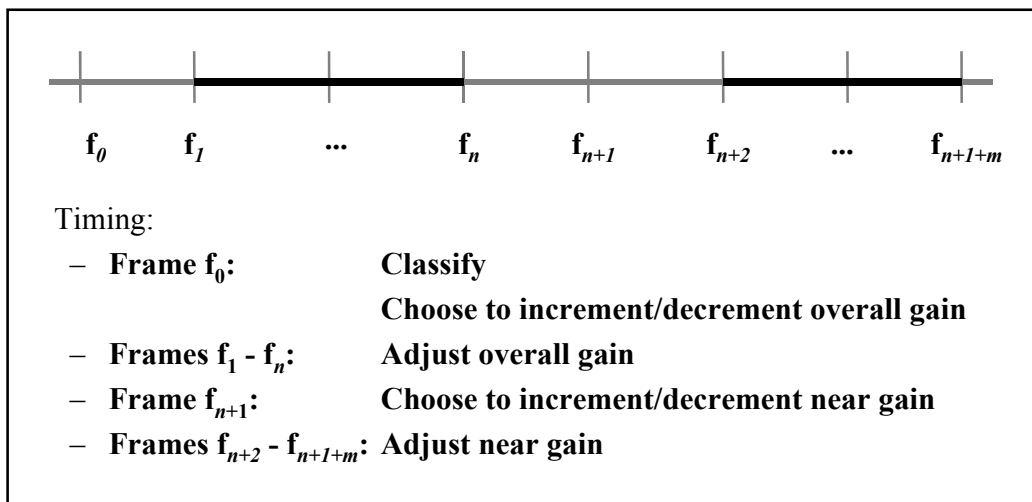 f0 f1 ... fn fn+1 fn+2 ... fn+1+m
Timing:
– Frame f0: Classify
Choose to increment/decrement overall gain
– Frames f1 - fn: Adjust overall gain
– Frame fn+1: Choose to increment/decrement near gain
– Frames fn+2 - fn+1+m: Adjust near gain